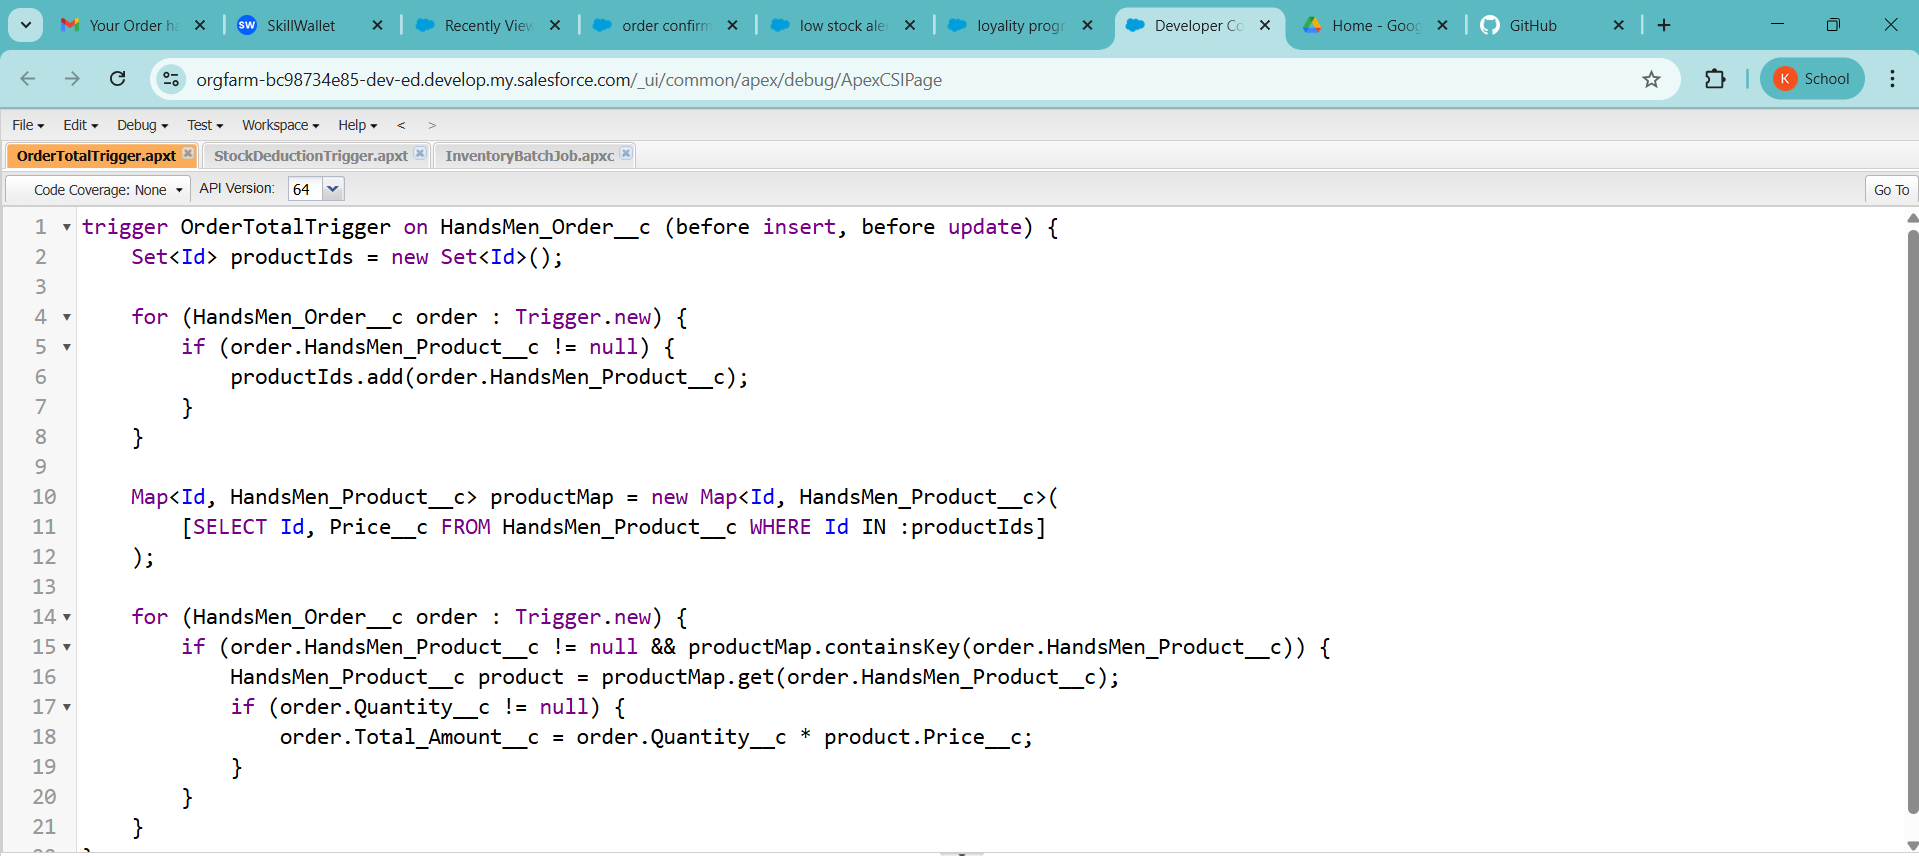 Your Order ha
SW SkillWallet
Recently View
order confirm
low stock ale
loyality progr
Developer Co
Home - Goog
GitHub
orgfarm-bc98734e85-dev-ed.develop.my.salesforce.com/_ui/common/apex/debug/ApexCSIPage
K School
File Edit Debug Test Workspace Help < >
OrderTotalTrigger.apxt StockDeductionTrigger.apxt InventoryBatchJob.apxc
Code Coverage: None API Version: 64 Go To
1 trigger OrderTotalTrigger on HandsMen_Order__c (before insert, before update) {
2 Set<Id> productIds = new Set<Id>();
3
4 for (HandsMen_Order__c order : Trigger.new) {
5 if (order.HandsMen_Product__c != null) {
6 productIds.add(order.HandsMen_Product__c);
7 }
8 }
9
10 Map<Id, HandsMen_Product__c> productMap = new Map<Id, HandsMen_Product__c>(
11 [SELECT Id, Price__c FROM HandsMen_Product__c WHERE Id IN :productIds]
12 );
13
14 for (HandsMen_Order__c order : Trigger.new) {
15 if (order.HandsMen_Product__c != null && productMap.containsKey(order.HandsMen_Product__c)) {
16 HandsMen_Product__c product = productMap.get(order.HandsMen_Product__c);
17 if (order.Quantity__c != null) {
18 order.Total_Amount__c = order.Quantity__c * product.Price__c;
19 }
20 }
21 }